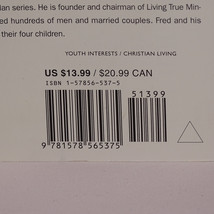 lan series. He is founder and chairman of Living True Min-
ed hundreds of men and married couples. Fred and his
their four children.
YOUTH INTERESTS / CHRISTIAN LIVING
US $13.99 / $20.99 CAN
ISBN 1-57856-537-5
51399
9 781578 565375